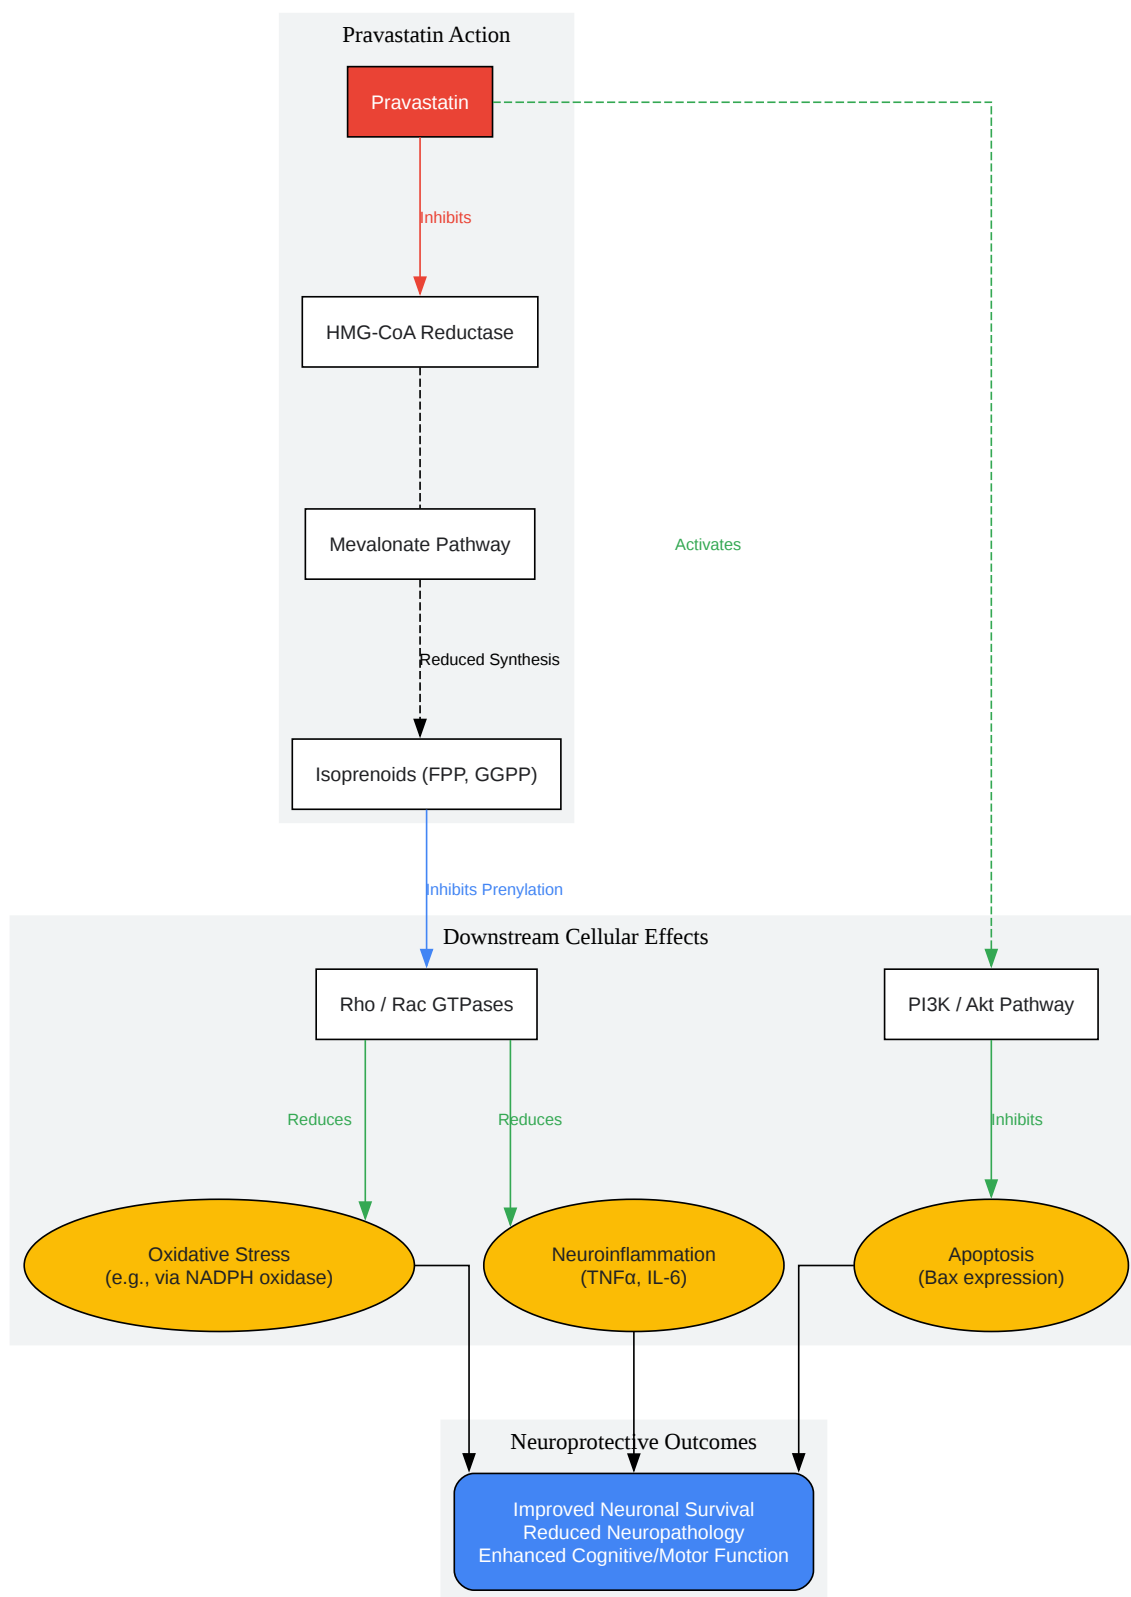 Pravastatin Action
Pravastatin
Inhibits
HMG-CoA Reductase
Mevalonate Pathway
Activates
Reduced Synthesis
Isoprenoids (FPP, GGPP)
Inhibits Prenylation
Downstream Cellular Effects
Rho / Rac GTPases
PI3K / Akt Pathway
Reduces
Reduces
Inhibits
Oxidative Stress
(e.g., via NADPH oxidase)
Neuroinflammation
(TNFα, IL-6)
Apoptosis
(Bax expression)
Neuroprotective Outcomes
Improved Neuronal Survival
Reduced Neuropathology
Enhanced Cognitive/Motor Function